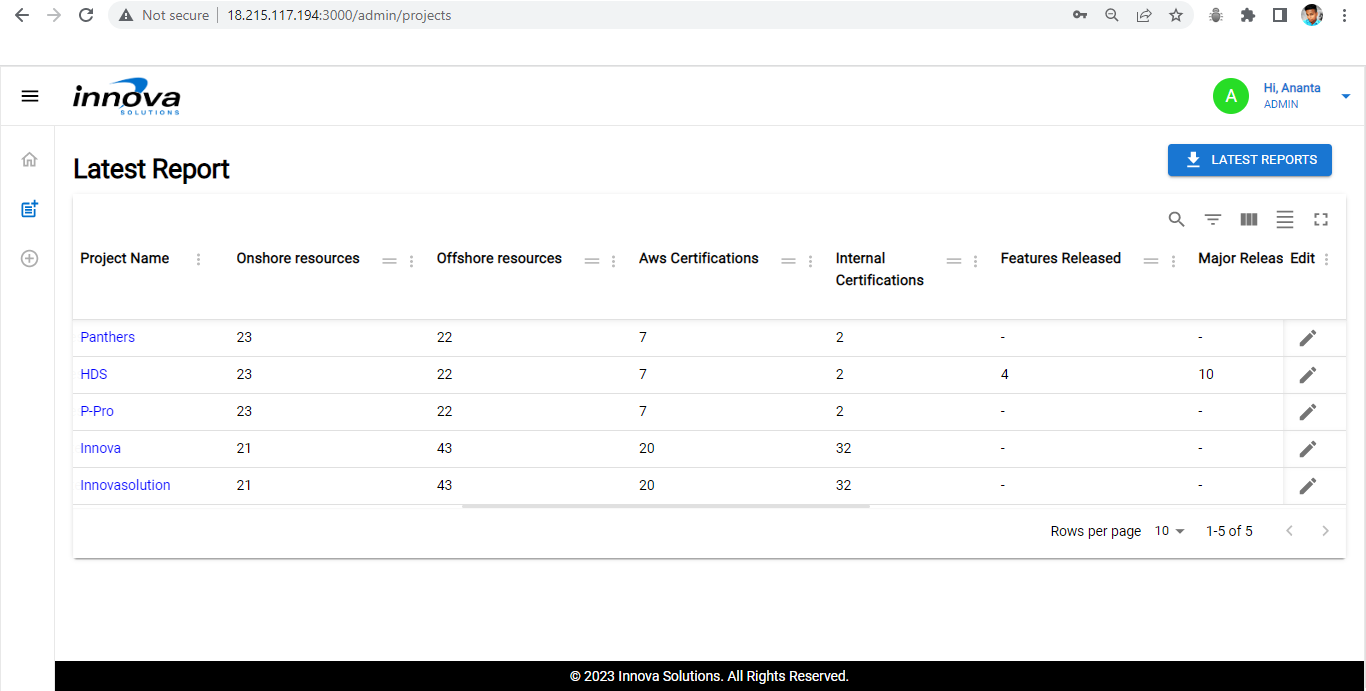 Not secure 18.215.117.194:3000/admin/projects
innova
SOLUTIONS
A
Hi, Ananta
ADMIN
Latest Report
LATEST REPORTS
Project Name Onshore resources Offshore resources Aws Certifications Internal Certifications Features Released Major Releas Edit
Panthers 23 22 7 2 - -
HDS 23 22 7 2 4 10
P-Pro 23 22 7 2 - -
Innova 21 43 20 32 - -
Innovasolution 21 43 20 32 - -
Rows per page 10 1-5 of 5
© 2023 Innova Solutions. All Rights Reserved.